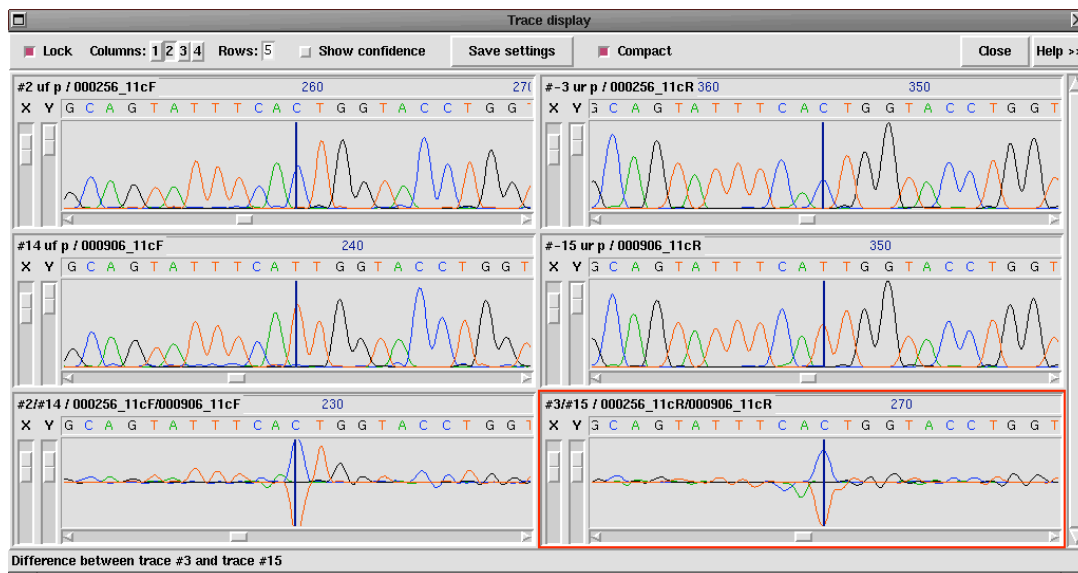 Trace display
Lock Columns: 1 2 3 4 Rows: 5 Show confidence Save settings Compact Close Help >>
#2 uf p / 000256_11cF 260 270
X Y G C A G T A T T T C A C T G G T A C C T G G
#-3 ur p / 000256_11cR 360 350
X Y G C A G T A T T T C A C T G G T A C C T G G T
#14 uf p / 000906_11cF 240
X Y G C A G T A T T T C A T T G G T A C C T G G T
#-15 ur p / 000906_11cR 350
X Y G C A G T A T T T C A T T G G T A C C T G G T
#2/#14 / 000256_11cF/000906_11cF 230
X Y G C A G T A T T T C A C T G G T A C C T G G T
#3/#15 / 000256_11cR/000906_11cR 270
X Y G C A G T A T T T C A C T G G T A C C T G G T
Difference between trace #3 and trace #15